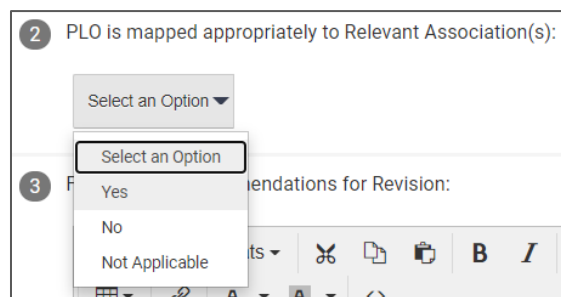 2 PLO is mapped appropriately to Relevant Association(s):
Select an Option
Select an Option
Yes
3 endations for Revision:
No
Not Applicable
B I